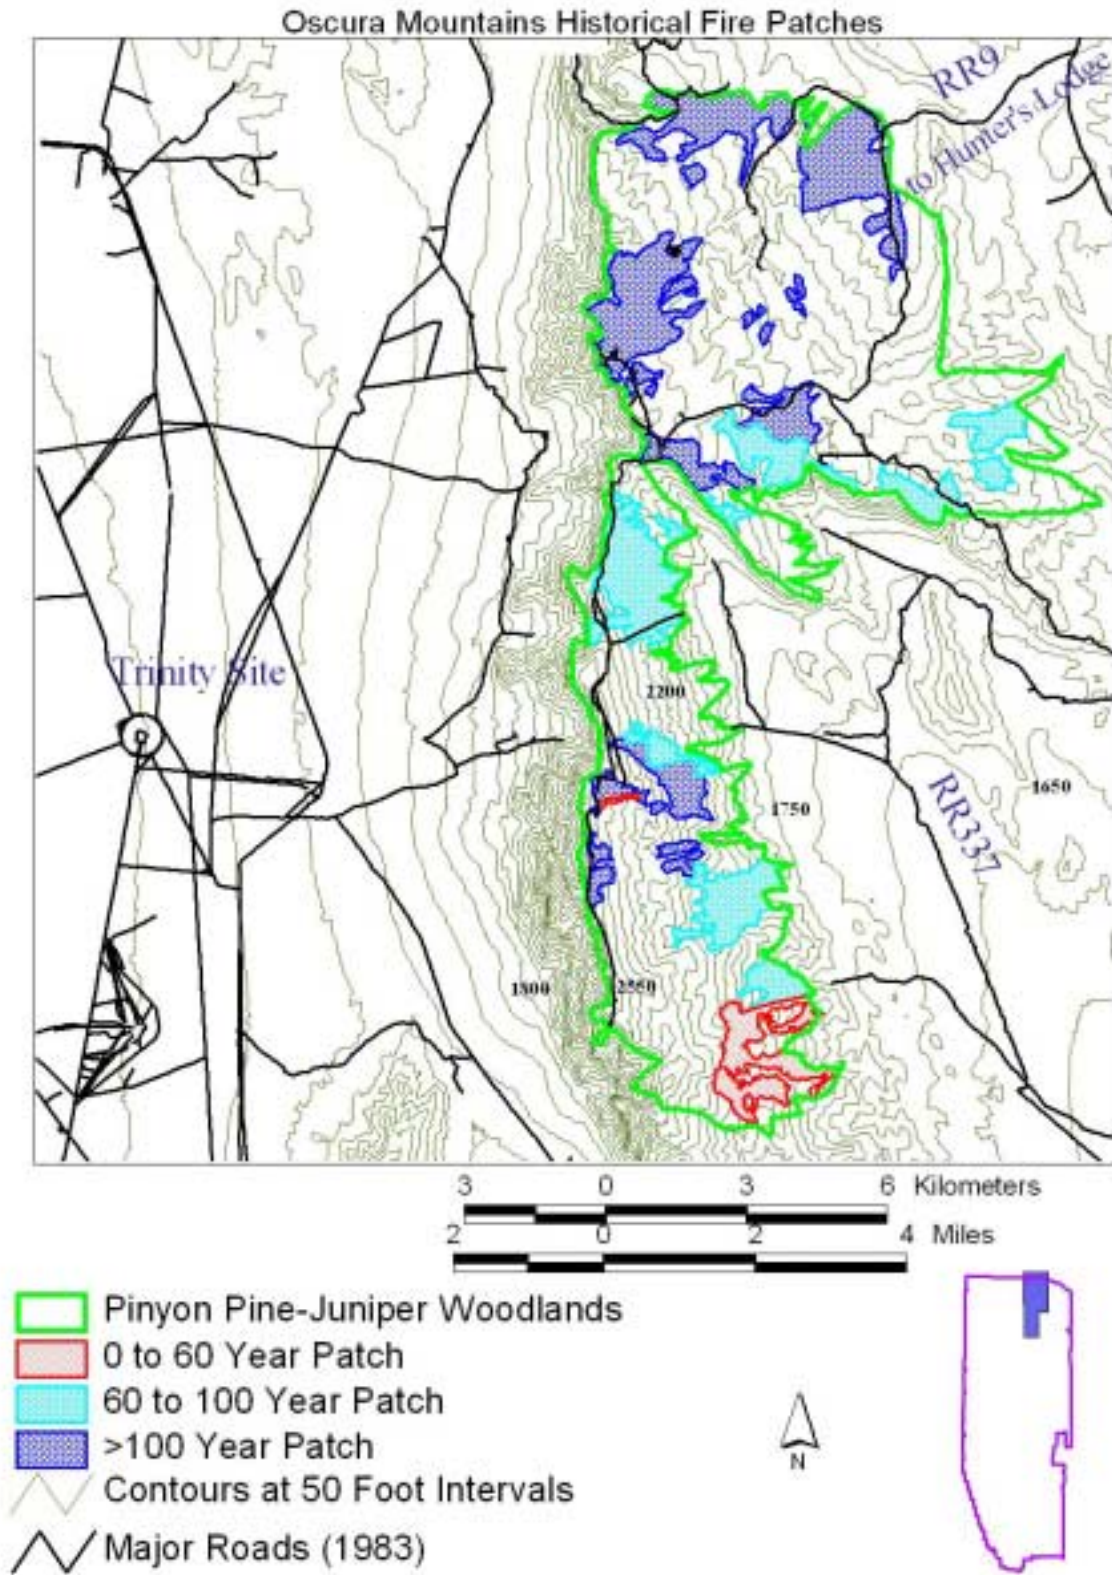 Oscura Mountains Historical Fire Patches
RR9
to Hunter's Lodge
Trinity Site
2200
1750
1650
RR337
1800
2550
3 0 3 6 Kilometers
2 0 2 4 Miles
Pinyon Pine-Juniper Woodlands
0 to 60 Year Patch
60 to 100 Year Patch
>100 Year Patch
N
Contours at 50 Foot Intervals
Major Roads (1983)